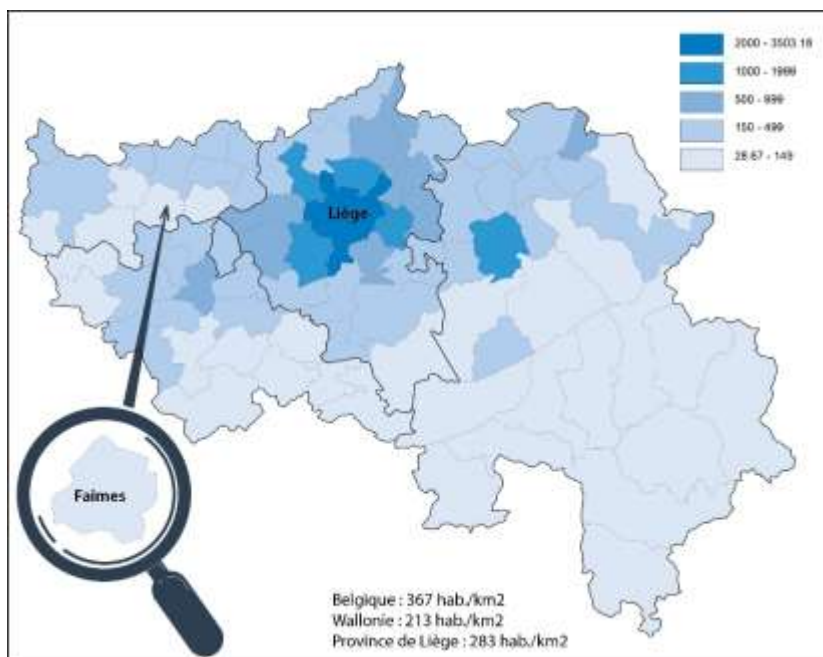 2000 - 3503.18
1000 - 1999
500 - 999
150 - 499
28.67 - 149
Liège
Faimes
Belgique : 367 hab./km2
Wallonie : 213 hab./km2
Province de Liège : 283 hab./km2